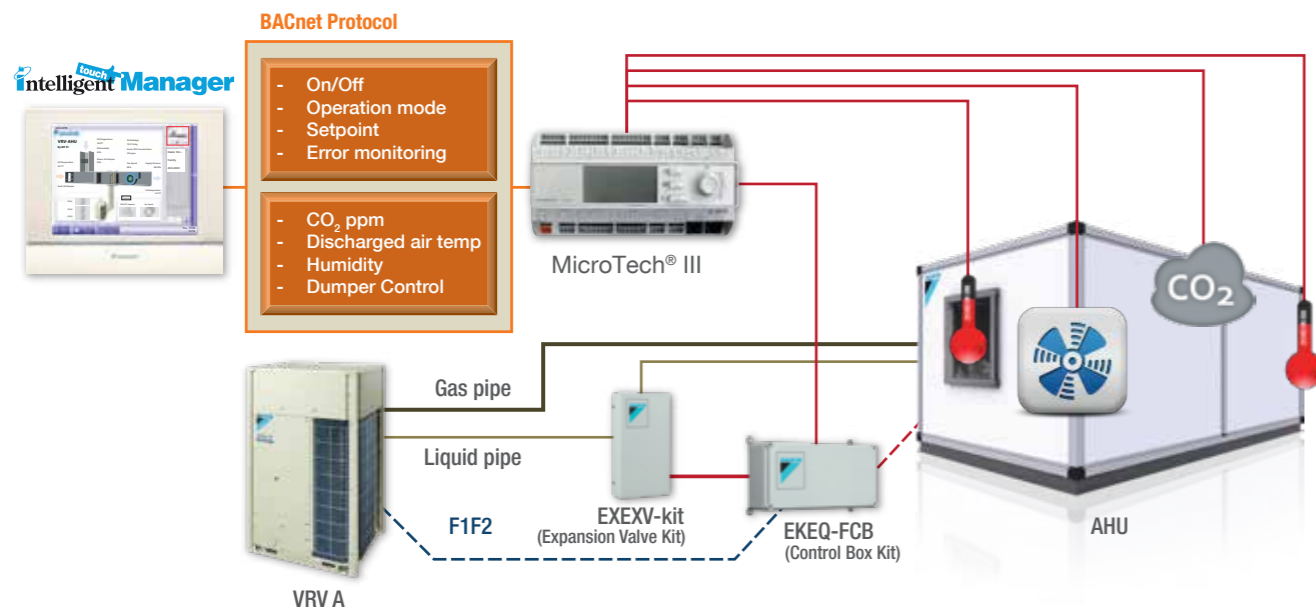 BACnet Protocol
intelligent touch Manager
- On/Off
- Operation mode
- Setpoint
- Error monitoring
- CO₂ ppm
- Discharged air temp
- Humidity
- Dumper Control
VRV-AHU
MicroTech® III
CO₂
Gas pipe
Liquid pipe
F1F2
EXEXV-kit
(Expansion Valve Kit)
EKEQ-FCB
(Control Box Kit)
AHU
VRV A